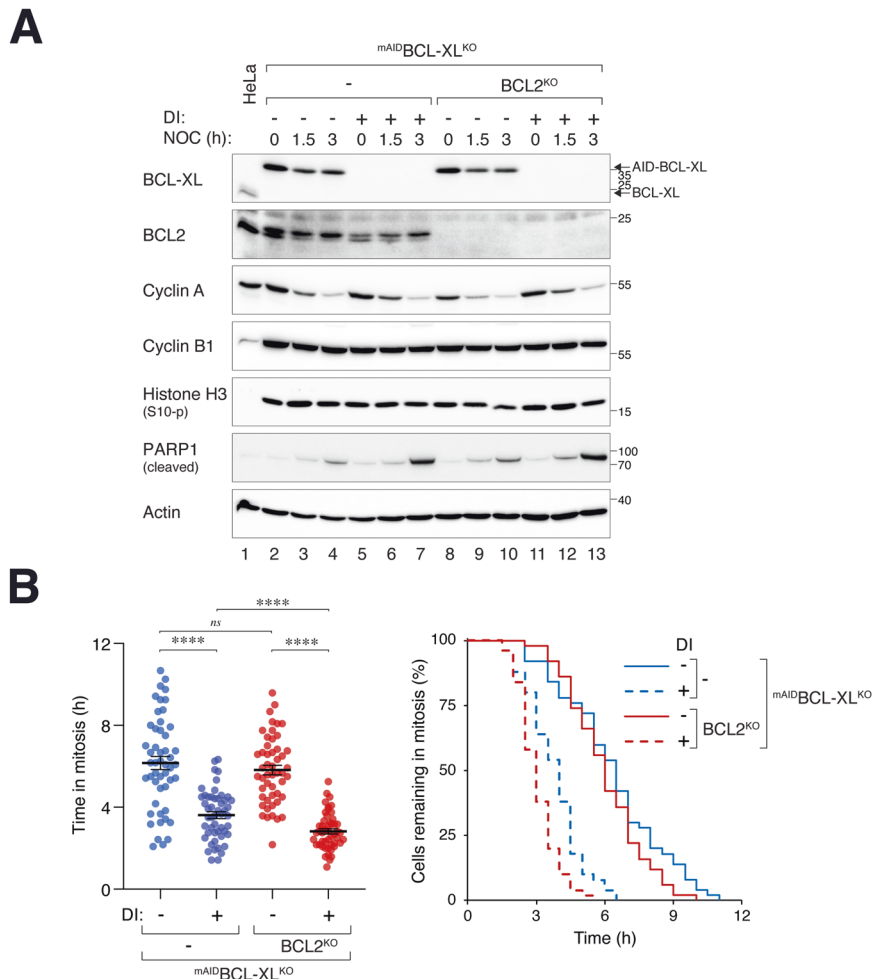 A
mAIDBCL-XLKO
HeLa
- BCL2KO
DI: - - - + + + - - - + + +
NOC (h): 0 1.5 3 0 1.5 3 0 1.5 3 0 1.5 3
BCL-XL
AID-BCL-XL
35
25
BCL-XL
BCL2
25
Cyclin A
55
Cyclin B1
55
Histone H3
(S10-p)
15
PARP1
(cleaved)
100
70
Actin
40
1 2 3 4 5 6 7 8 9 10 11 12 13
B
****
ns
**** ****
12
8
4
0
Time in mitosis (h)
DI: - + - +
- BCL2KO
mAIDBCL-XLKO
100
75
50
25
0
Cells remaining in mitosis (%)
0 3 6 9 12
Time (h)
DI
-
+
-
-
+
BCL2KO
mAIDBCL-XLKO